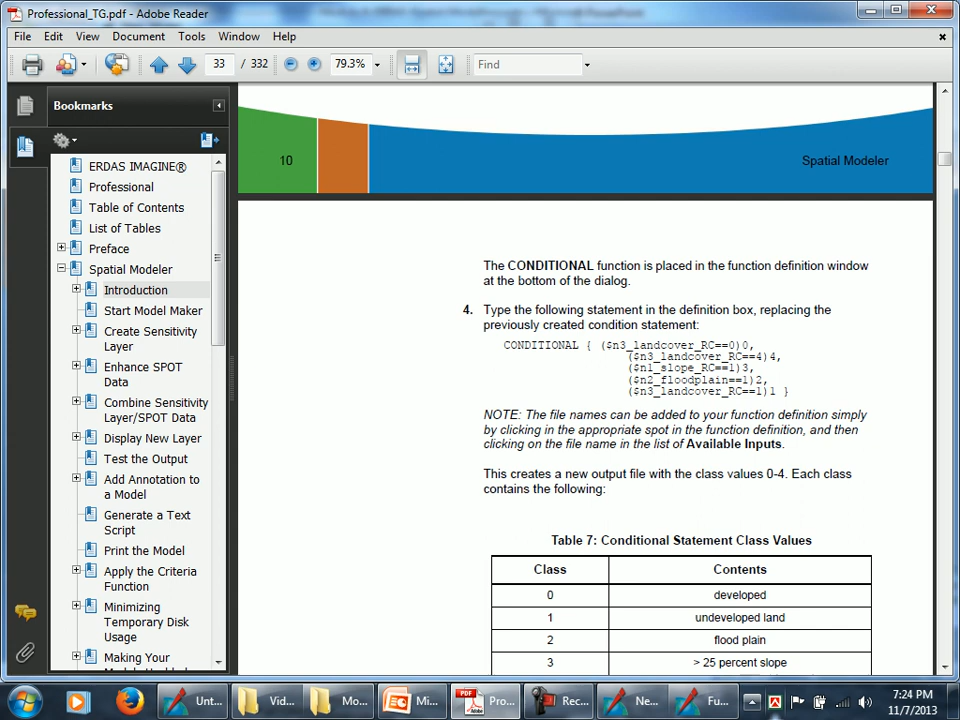 Professional_TG.pdf - Adobe Reader
File Edit View Document Tools Window Help
33 / 332 79.3% Find
Bookmarks
ERDAS IMAGINE®
Professional
Table of Contents
List of Tables
Preface
Spatial Modeler
Introduction
Start Model Maker
Create Sensitivity
Layer
Enhance SPOT
Data
Combine Sensitivity
Layer/SPOT Data
Display New Layer
Test the Output
Add Annotation to
a Model
Generate a Text
Script
Print the Model
Apply the Criteria
Function
Minimizing
Temporary Disk
Usage
Making Your
10 Spatial Modeler
The CONDITIONAL function is placed in the function definition window
at the bottom of the dialog.
4. Type the following statement in the definition box, replacing the
previously created condition statement:
CONDITIONAL { ($n3_landcover_RC==0)0,
($n3_landcover_RC==4)4,
($n1_slope_RC==1)3,
($n2_floodplain==1)2,
($n3_landcover_RC==1)1 }
NOTE: The file names can be added to your function definition simply
by clicking in the appropriate spot in the function definition, and then
clicking on the file name in the list of Available Inputs.
This creates a new output file with the class values 0-4. Each class
contains the following:
Table 7: Conditional Statement Class Values
Class Contents
0 developed
1 undeveloped land
2 flood plain
3 > 25 percent slope
Unt... Vid... Mo... Mi... Pro... Rec... Ne... Fu...
7:24 PM
11/7/2013